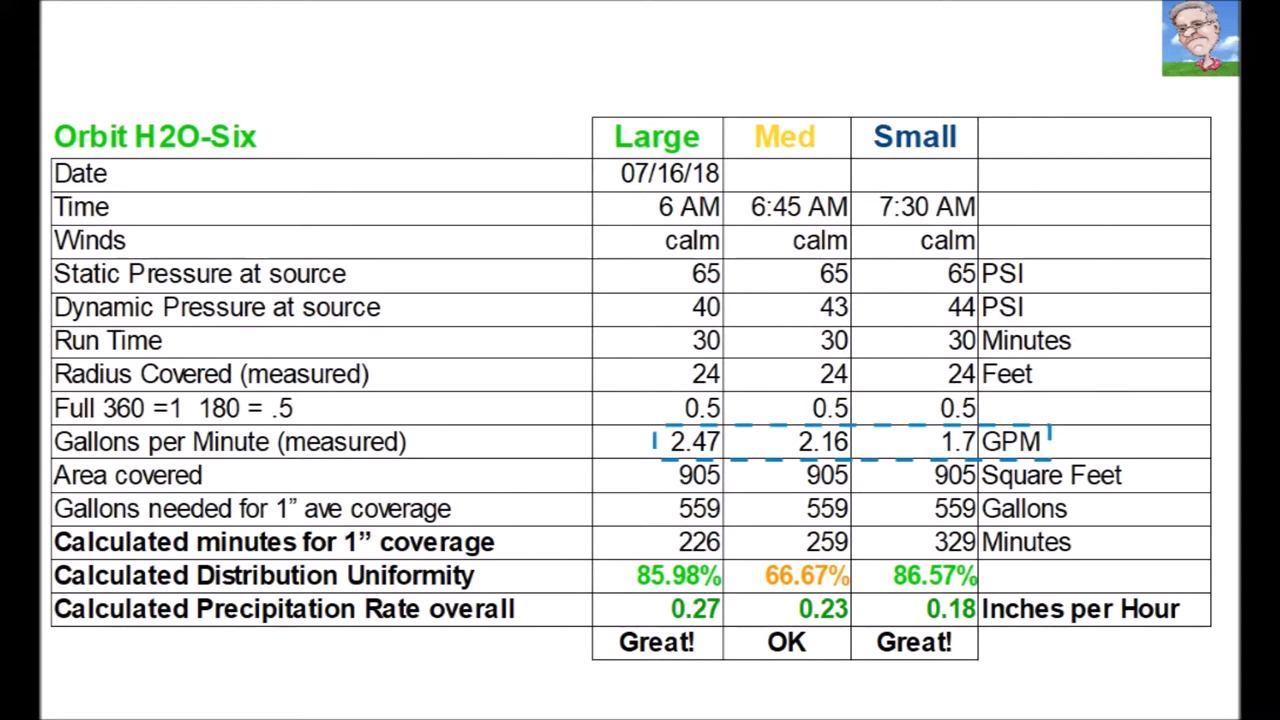 Orbit H2O-Six Large Med Small
Date 07/16/18
Time 6 AM 6:45 AM 7:30 AM
Winds calm calm calm
Static Pressure at source 65 65 65 PSI
Dynamic Pressure at source 40 43 44 PSI
Run Time 30 30 30 Minutes
Radius Covered (measured) 24 24 24 Feet
Full 360 =1 180 = .5 0.5 0.5 0.5
Gallons per Minute (measured) 2.47 2.16 1.7 GPM
Area covered 905 905 905 Square Feet
Gallons needed for 1” ave coverage 559 559 559 Gallons
Calculated minutes for 1” coverage 226 259 329 Minutes
Calculated Distribution Uniformity 85.98% 66.67% 86.57%
Calculated Precipitation Rate overall 0.27 0.23 0.18 Inches per Hour
Great! OK Great!